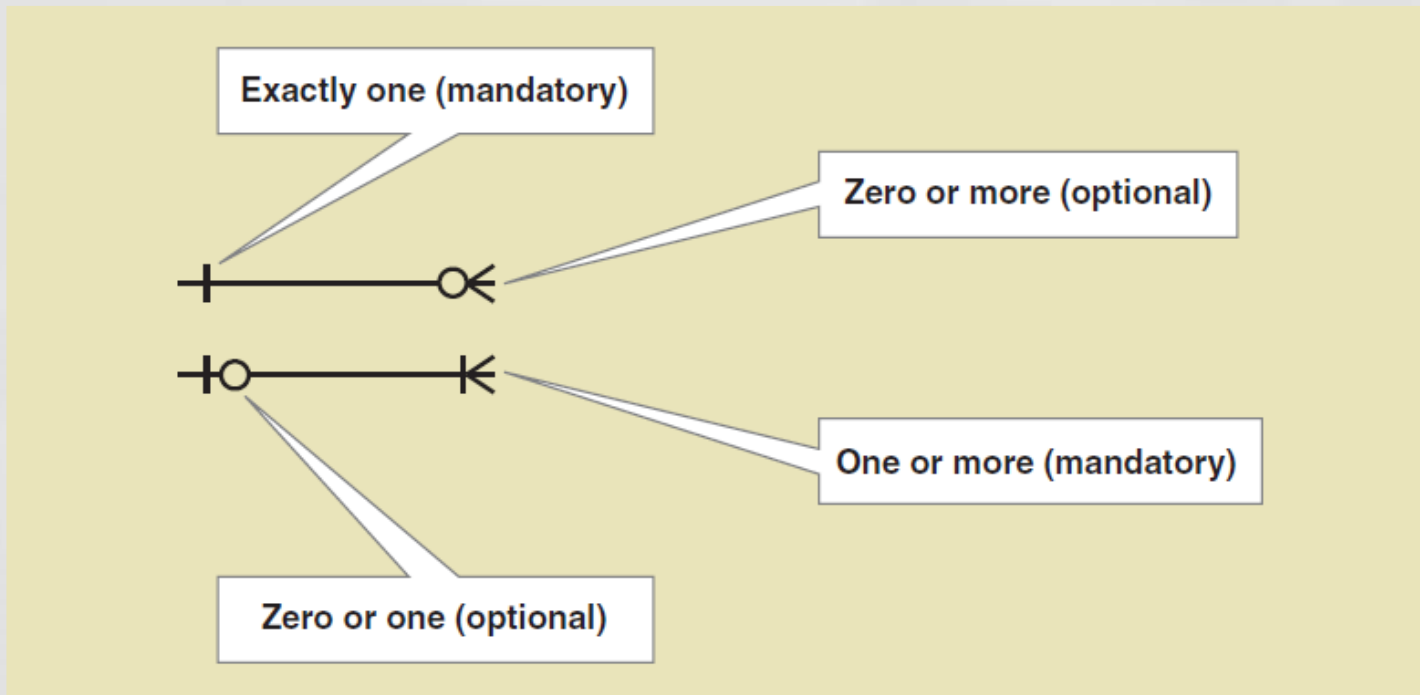 Exactly one (mandatory)
Zero or more (optional)
One or more (mandatory)
Zero or one (optional)